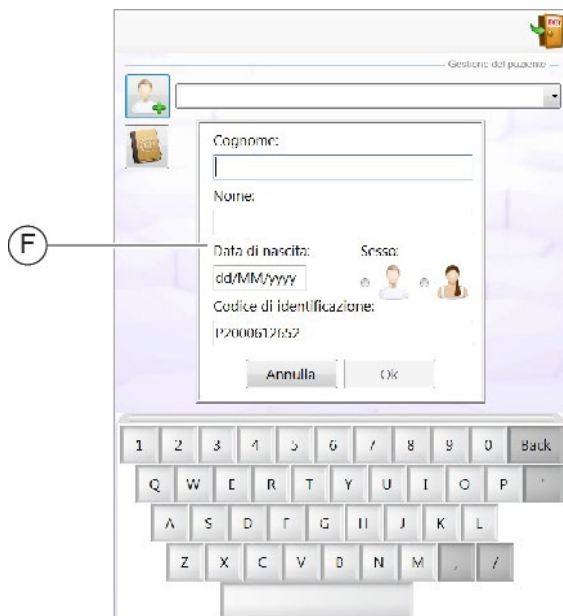 EXIT
Gestione del paziente
Cognome:
Nome:
F
Data di nascita: Sesso:
dd/MM/yyyy
Codice di identificazione:
P2000612652
Annulla Ok
1 2 3 4 5 6 7 8 9 0 Back
Q W E R T Y U I O P '
A S D F G H J K L
Z X C V B N M , /